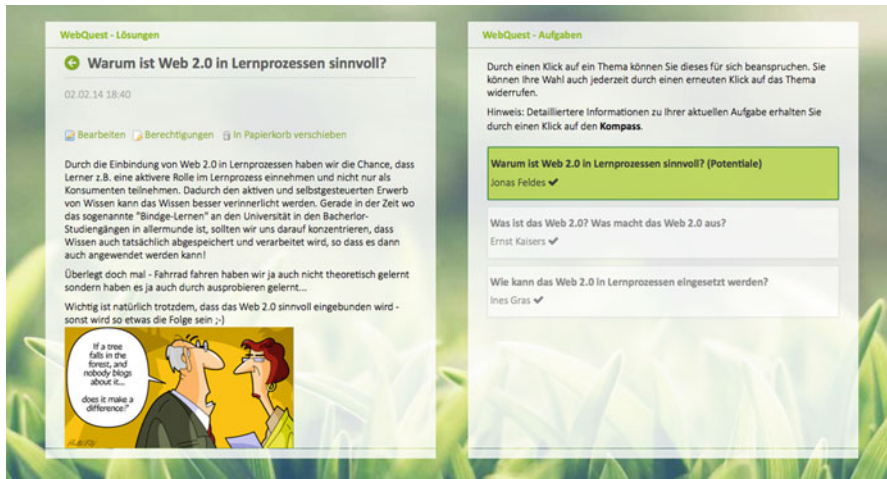 WebQuest - Lösungen
Warum ist Web 2.0 in Lernprozessen sinnvoll?
02.02.14 18:40
Bearbeiten Berechtigungen In Papierkorb verschieben
Durch die Einbindung von Web 2.0 in Lernprozessen haben wir die Chance, dass
Lerner z.B. eine aktivere Rolle im Lernprozess einnehmen und nicht nur als
Konsumenten teilnehmen. Dadurch den aktiven und selbstgesteuerten Erwerb
von Wissen kann das Wissen besser verinnerlicht werden. Gerade in der Zeit wo
das sogenannte "Bindge-Lernen" an den Universität in den Bacherlor-
Studiengängen in allermunde ist, sollten wir uns darauf konzentrieren, dass
Wissen auch tatsächlich abgespeichert und verarbeitet wird, so dass es dann
auch angewendet werden kann!
Überlegt doch mal - Fahrrad fahren haben wir ja auch nicht theoretisch gelernt
sondern haben es ja auch durch ausprobieren gelernt...
Wichtig ist natürlich trotzdem, dass das Web 2.0 sinnvoll eingebunden wird -
sonst wird so etwas die Folge sein ;-)
If a tree
falls in the
forest, and
nobody blogs
about it...
does it make a
difference?
WebQuest - Aufgaben
Durch einen Klick auf ein Thema können Sie dieses für sich beanspruchen. Sie
können Ihre Wahl auch jederzeit durch einen erneuten Klick auf das Thema
widerrufen.
Hinweis: Detailliertere Informationen zu Ihrer aktuellen Aufgabe erhalten Sie
durch einen Klick auf den Kompass.
Warum ist Web 2.0 in Lernprozessen sinnvoll? (Potentiale)
Jonas Feldes ✔
Was ist das Web 2.0? Was macht das Web 2.0 aus?
Ernst Kaisers ✔
Wie kann das Web 2.0 in Lernprozessen eingesetzt werden?
Ines Gras ✔